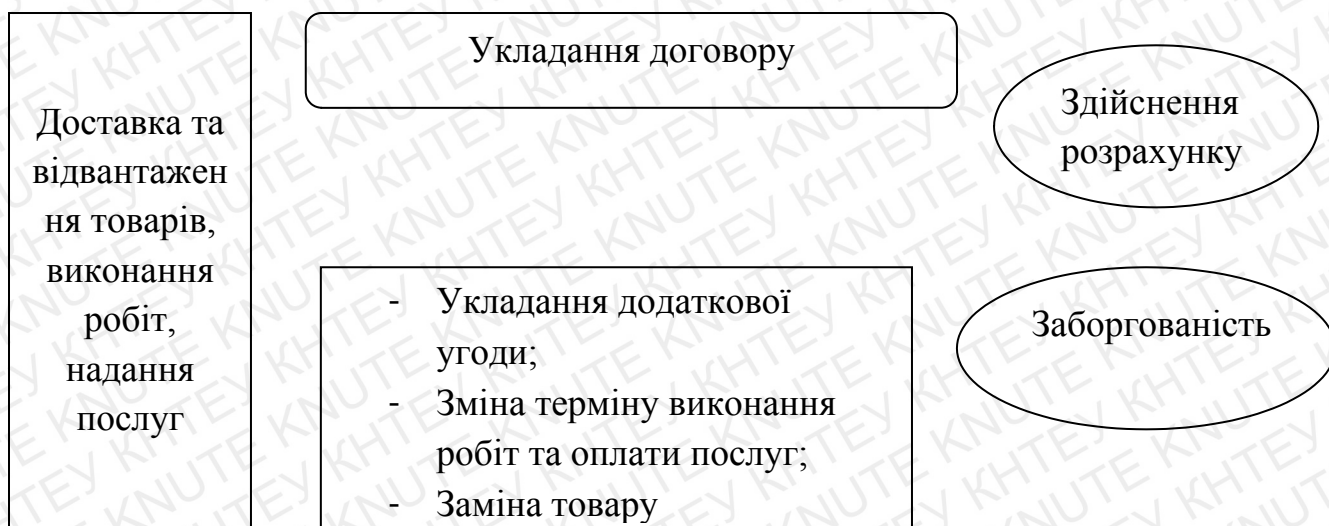 Доставка та
відвантажен
ня товарів,
виконання
робіт,
надання
послуг
Укладання договору
- Укладання додаткової
угоди;
- Зміна терміну виконання
робіт та оплати послуг;
- Заміна товару
Здійснення
розрахунку
Заборгованість